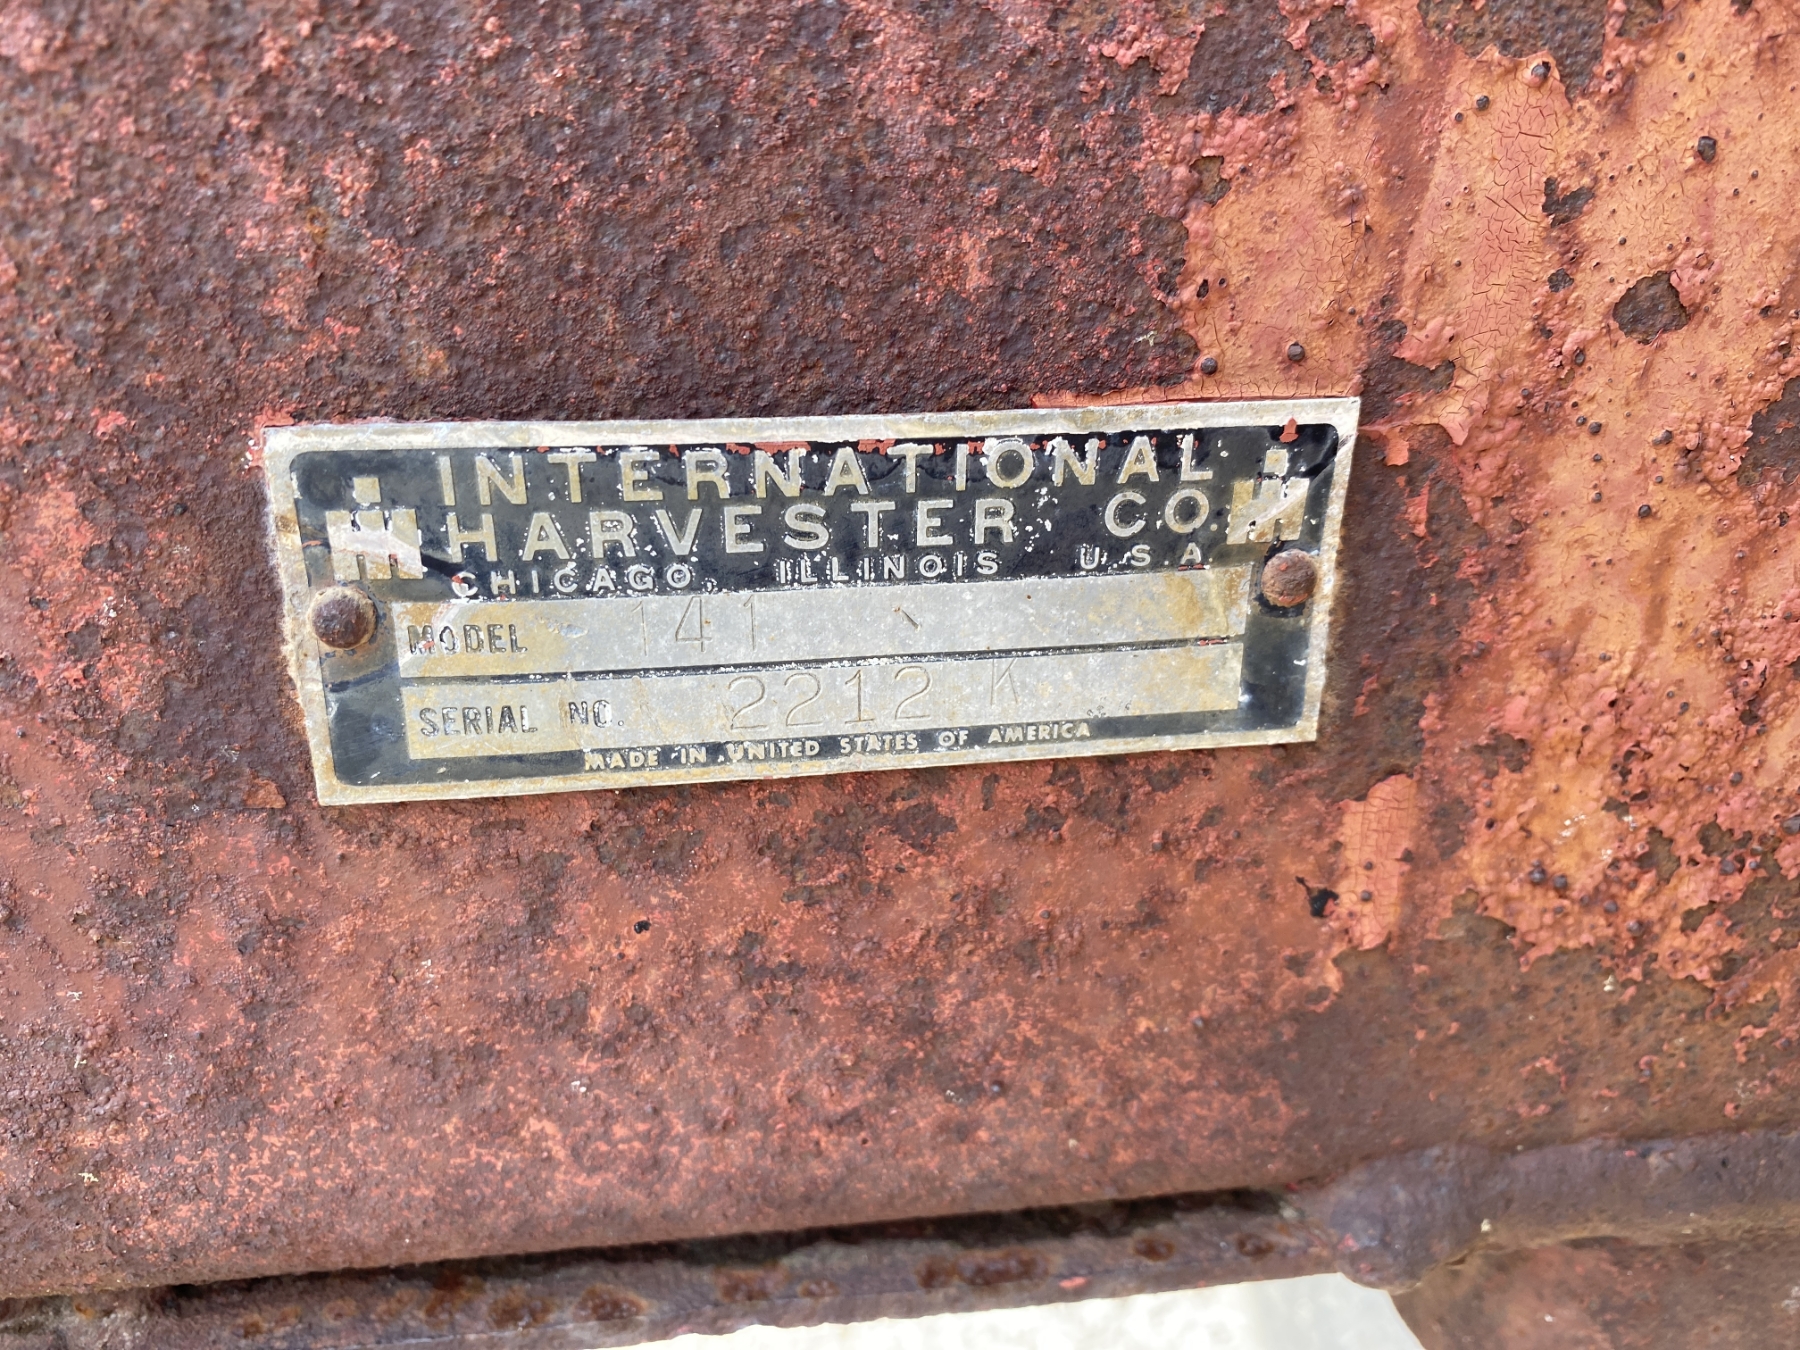 INTERNATIONAL
HARVESTER CO.
CHICAGO, ILLINOIS U.S.A.
MODEL 141
SERIAL NO. 2212 K
MADE IN UNITED STATES OF AMERICA